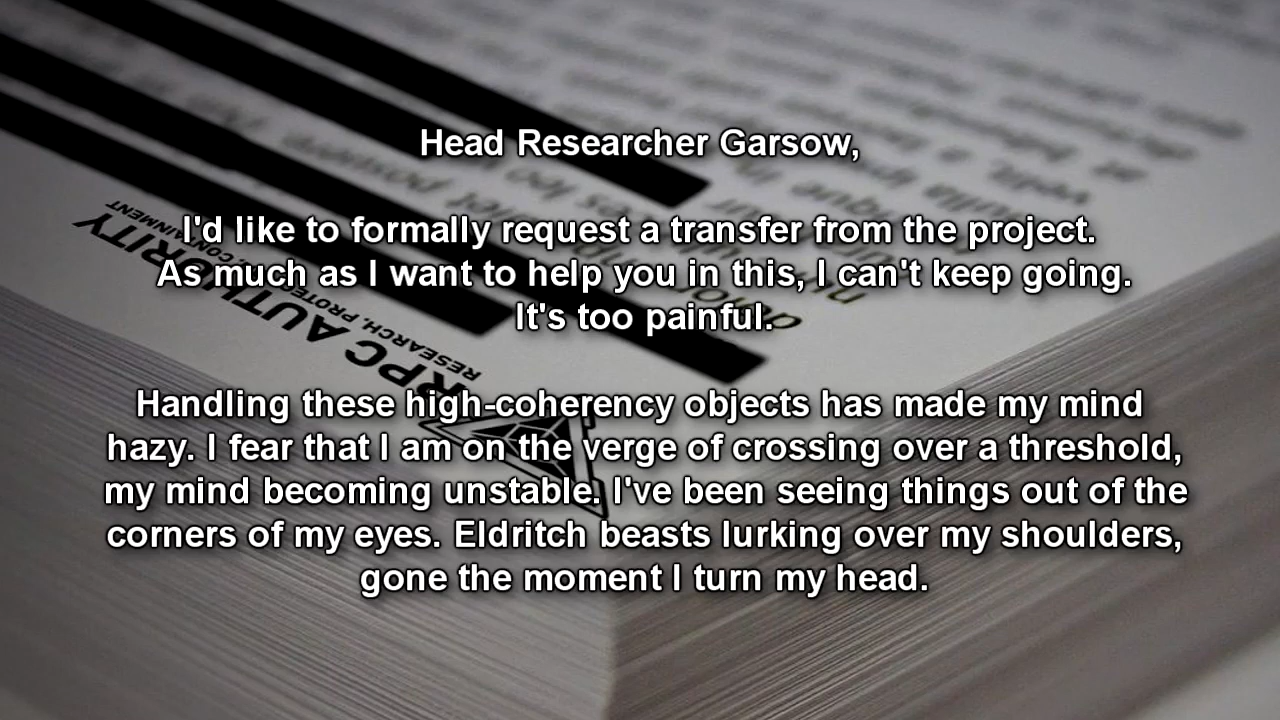 Head Researcher Garsow,
I'd like to formally request a transfer from the project.
As much as I want to help you in this, I can't keep going.
It's too painful.
Handling these high-coherency objects has made my mind
hazy. I fear that I am on the verge of crossing over a threshold,
my mind becoming unstable. I've been seeing things out of the
corners of my eyes. Eldritch beasts lurking over my shoulders,
gone the moment I turn my head.
RPC AUTHORITY